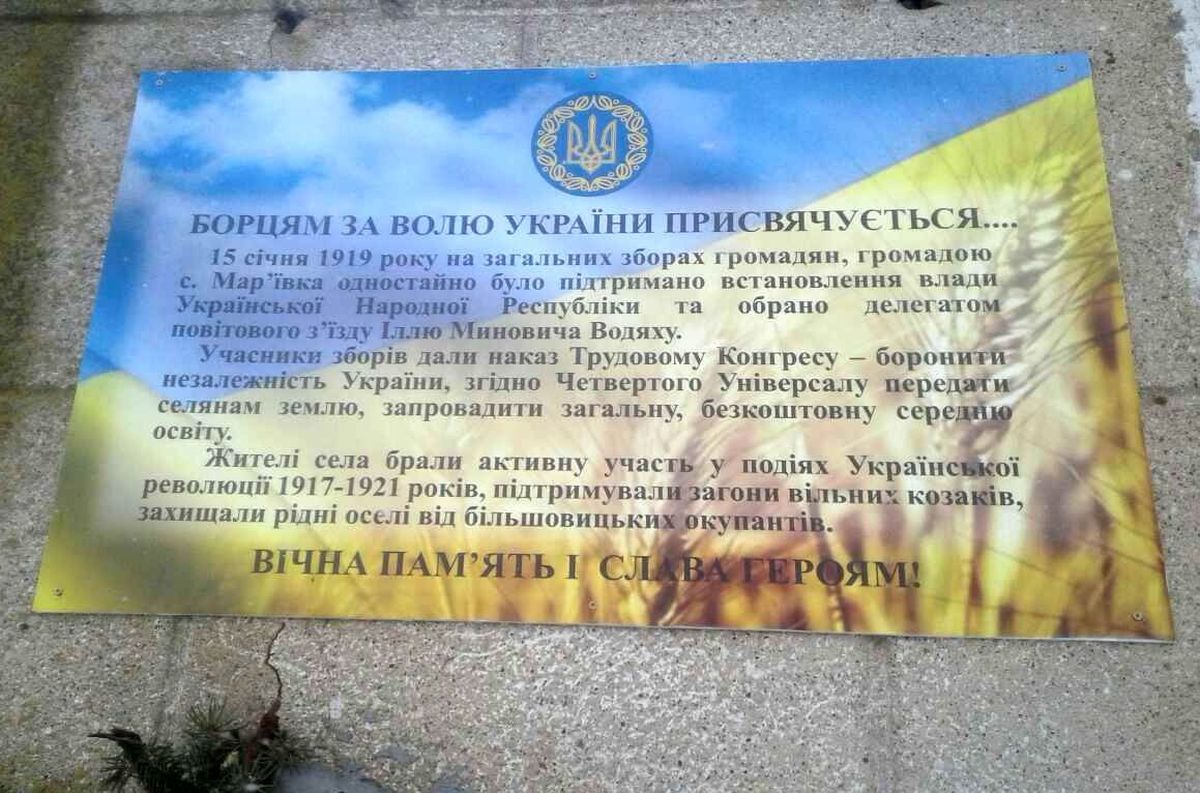 БОРЦЯМ ЗА ВОЛЮ УКРАЇНИ ПРИСВЯЧУЄТЬСЯ....
15 січня 1919 року на загальних зборах громадян, громадою
с. Мар’ївка одностайно було підтримано встановлення влади
Української Народної Республіки та обрано делегатом
повітового з’їзду Іллю Миновича Водяху.
Учасники зборів дали наказ Трудовому Конгресу – боронити
незалежність України, згідно Четвертого Універсалу передати
селянам землю, запровадити загальну, безкоштовну середню
освіту.
Жителі села брали активну участь у подіях Української
революції 1917-1921 років, підтримували загони вільних козаків,
захищали рідні оселі від більшовицьких окупантів.
ВІЧНА ПАМ’ЯТЬ І СЛАВА ГЕРОЯМ!